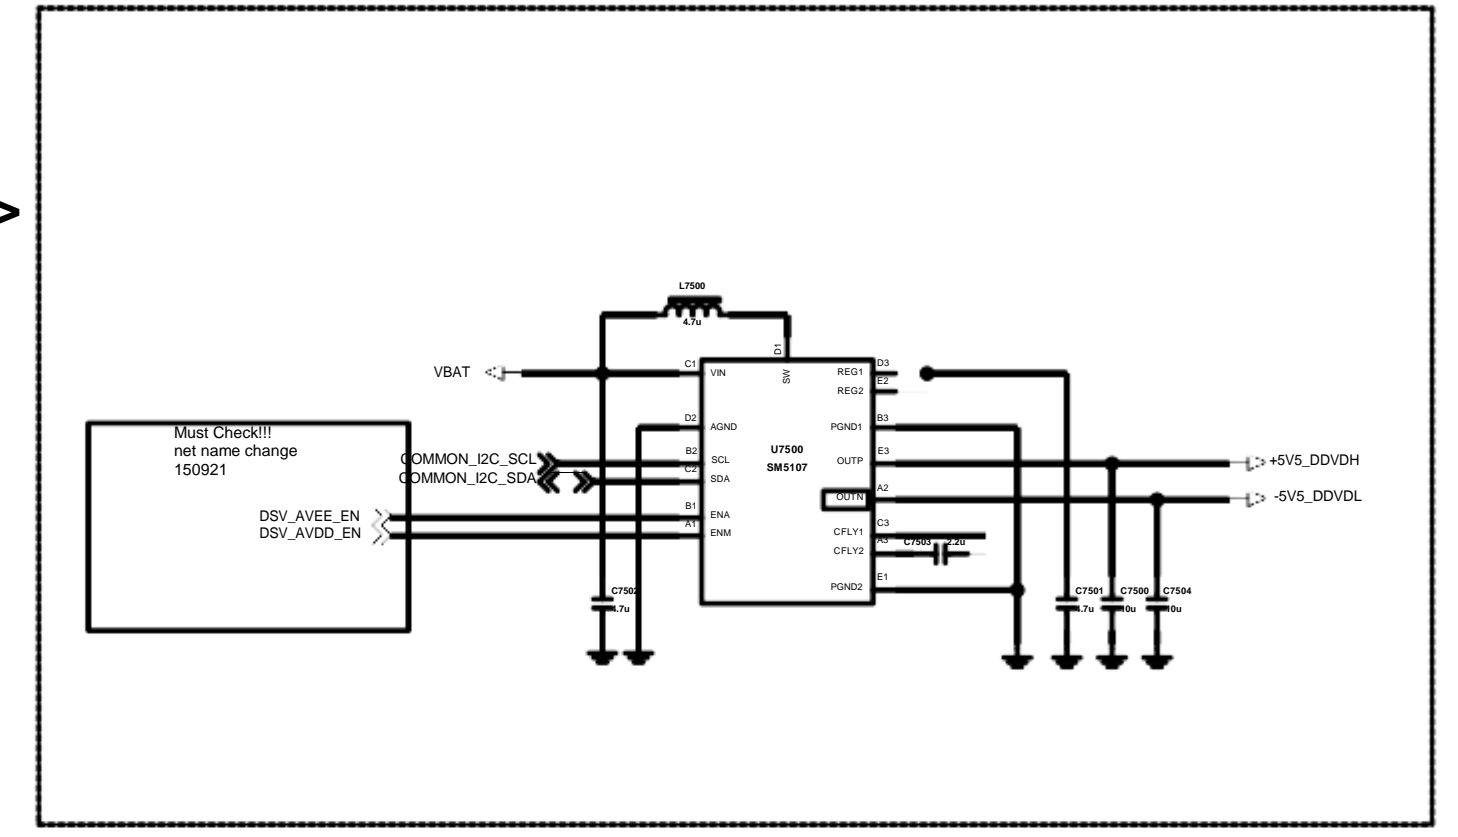 >
L7500
4.7u
D1
VBAT
C1
VIN
SW
REG1
D3
REG2
E2
D2
AGND
PGND1
B3
Must Check!!!
net name change
150921
COMMON_I2C_SCL
B2
SCL
U7500
SM5107
OUTP
E3
+5V5_DDVDH
COMMON_I2C_SDA
C2
SDA
OUTN
A2
-5V5_DDVDL
DSV_AVEE_EN
B1
ENA
CFLY1
C3
DSV_AVDD_EN
A1
ENM
CFLY2
A3
C7503
2.2u
PGND2
E1
C7502
4.7u
C7501
4.7u
C7500
10u
C7504
10u